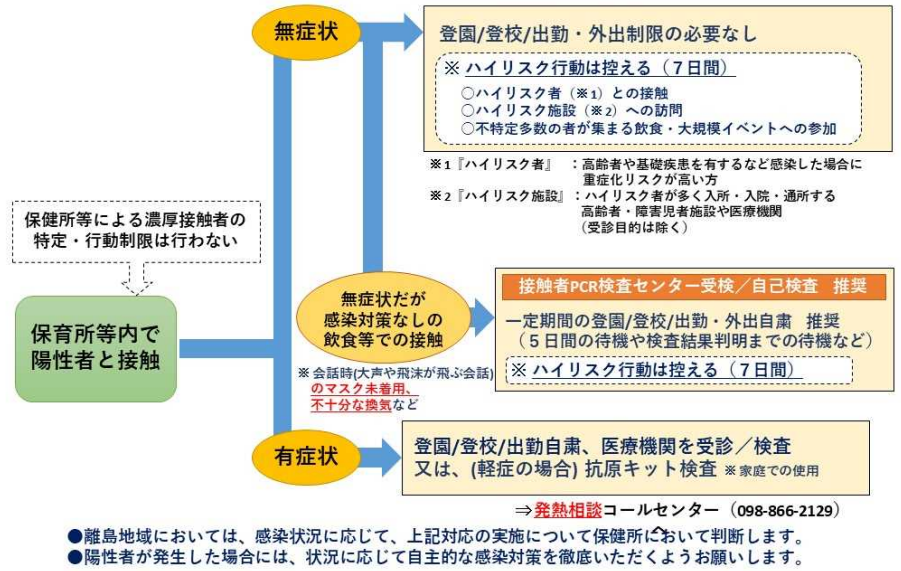 無症状
登園/登校/出勤・外出制限の必要なし
※ ハイリスク行動は控える(7日間)
○ハイリスク者(※1)との接触
○ハイリスク施設(※2)への訪問
○不特定多数の者が集まる飲食・大規模イベントへの参加
※1『ハイリスク者』 :高齢者や基礎疾患を有するなど感染した場合に
重症化リスクが高い方
※2『ハイリスク施設』:ハイリスク者が多く入所・入院・通所する
高齢者・障害児者施設や医療機関
(受診目的は除く)
保健所等による濃厚接触者の
特定・行動制限は行わない
保育所等内で
陽性者と接触
無症状だが
感染対策なしの
飲食等での接触
※ 会話時(大声や飛沫が飛ぶ会話)
のマスク未着用、
不十分な換気など
接触者PCR検査センター受検/自己検査 推奨
一定期間の登園/登校/出勤・外出自粛 推奨
(5日間の待機や検査結果判明までの待機など)
※ ハイリスク行動は控える(7日間)
有症状
登園/登校/出勤自粛、医療機関を受診/検査
又は、(軽症の場合) 抗原キット検査 ※家庭での使用
⇒発熱相談コールセンター(098-866-2129)
へ
●離島地域においては、感染状況に応じて、上記対応の実施について保健所において判断します。
●陽性者が発生した場合には、状況に応じて自主的な感染対策を徹底いただくようお願いします。